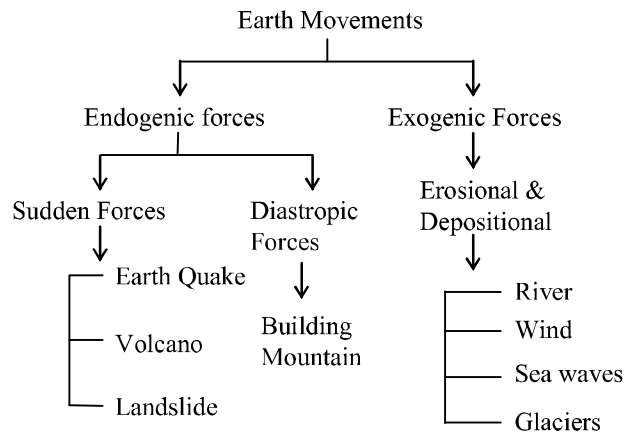 Earth Movements
Endogenic forces
Exogenic Forces
Sudden Forces
Diastropic
Forces
Erosional &
Depositional
Earth Quake
Volcano
Landslide
Building
Mountain
River
Wind
Sea waves
Glaciers